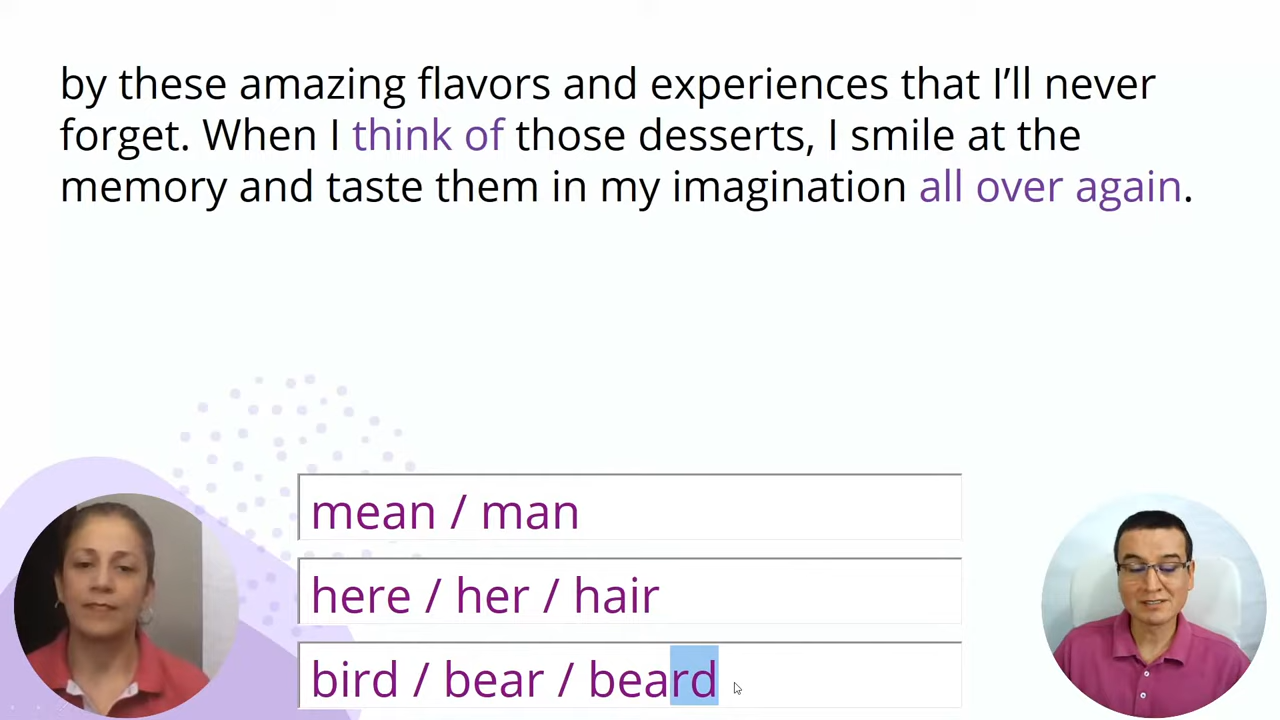 by these amazing flavors and experiences that I’ll never
forget. When I think of those desserts, I smile at the
memory and taste them in my imagination all over again.
mean / man
here / her / hair
bird / bear / beard